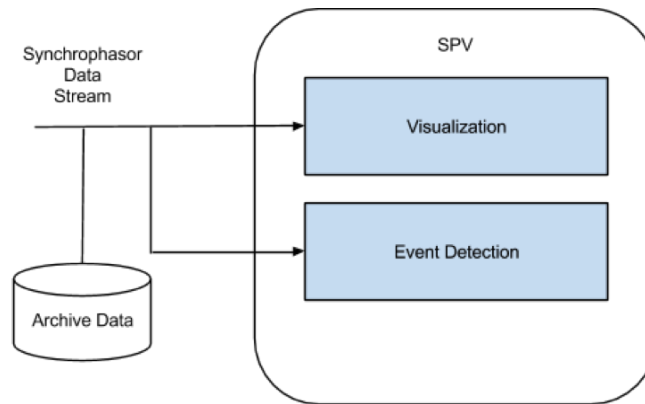 Synchrophasor
Data
Stream
SPV
Visualization
Event Detection
Archive Data